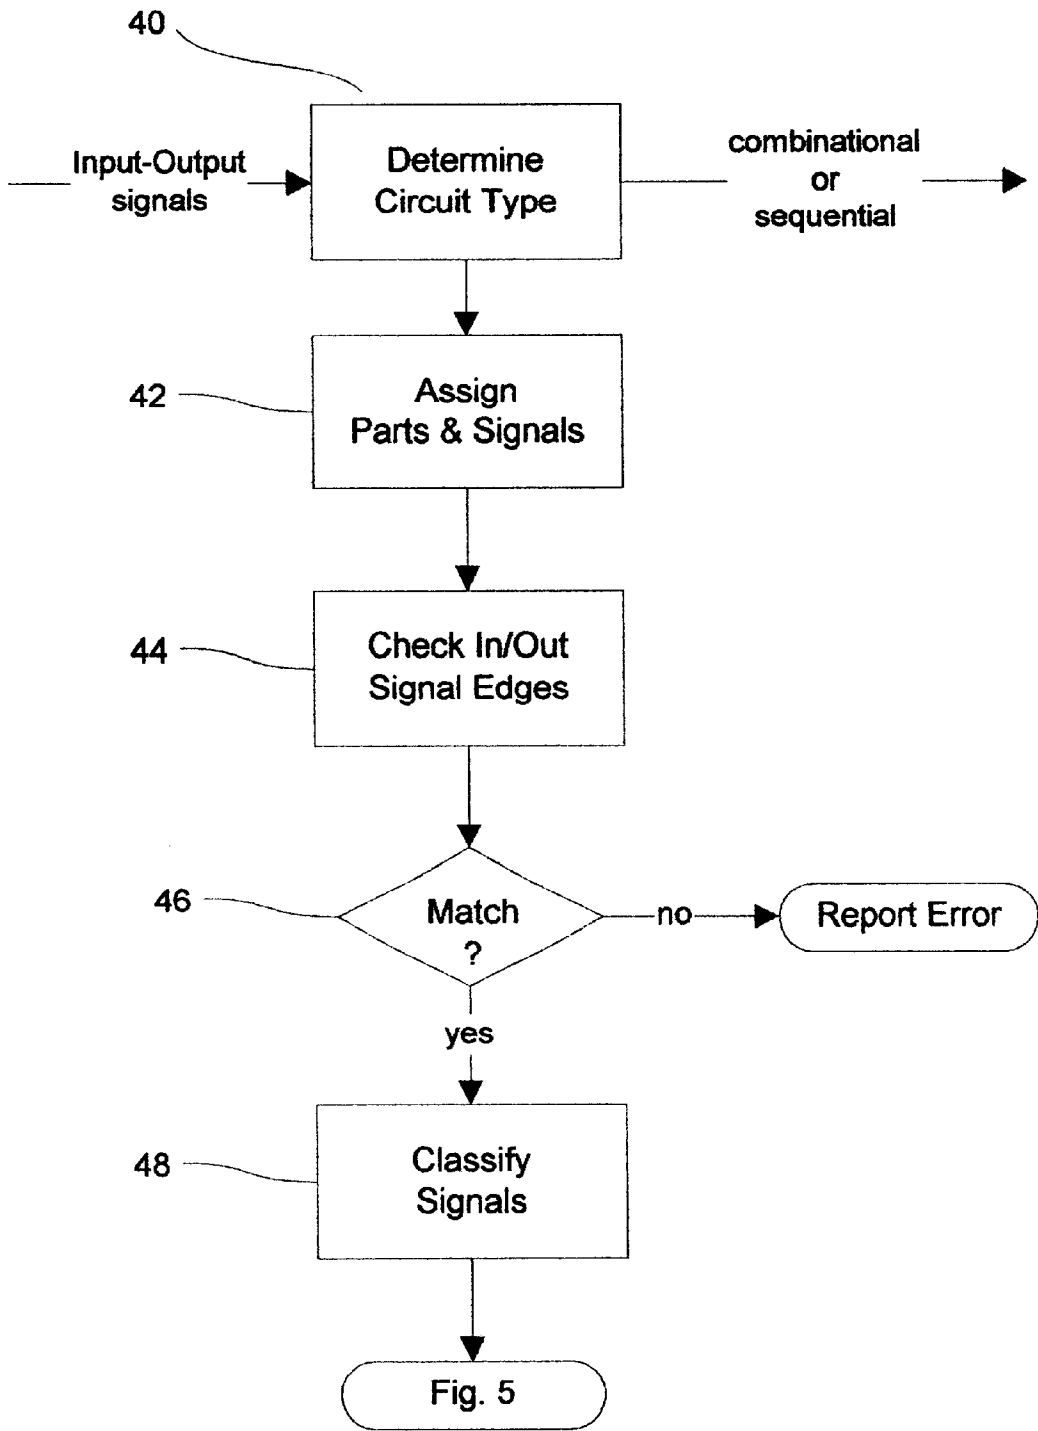 40
Input-Output
signals
Determine
Circuit Type
combinational
or
sequential
42
Assign
Parts & Signals
44
Check In/Out
Signal Edges
46
Match
?
no
Report Error
yes
48
Classify
Signals
Fig. 5